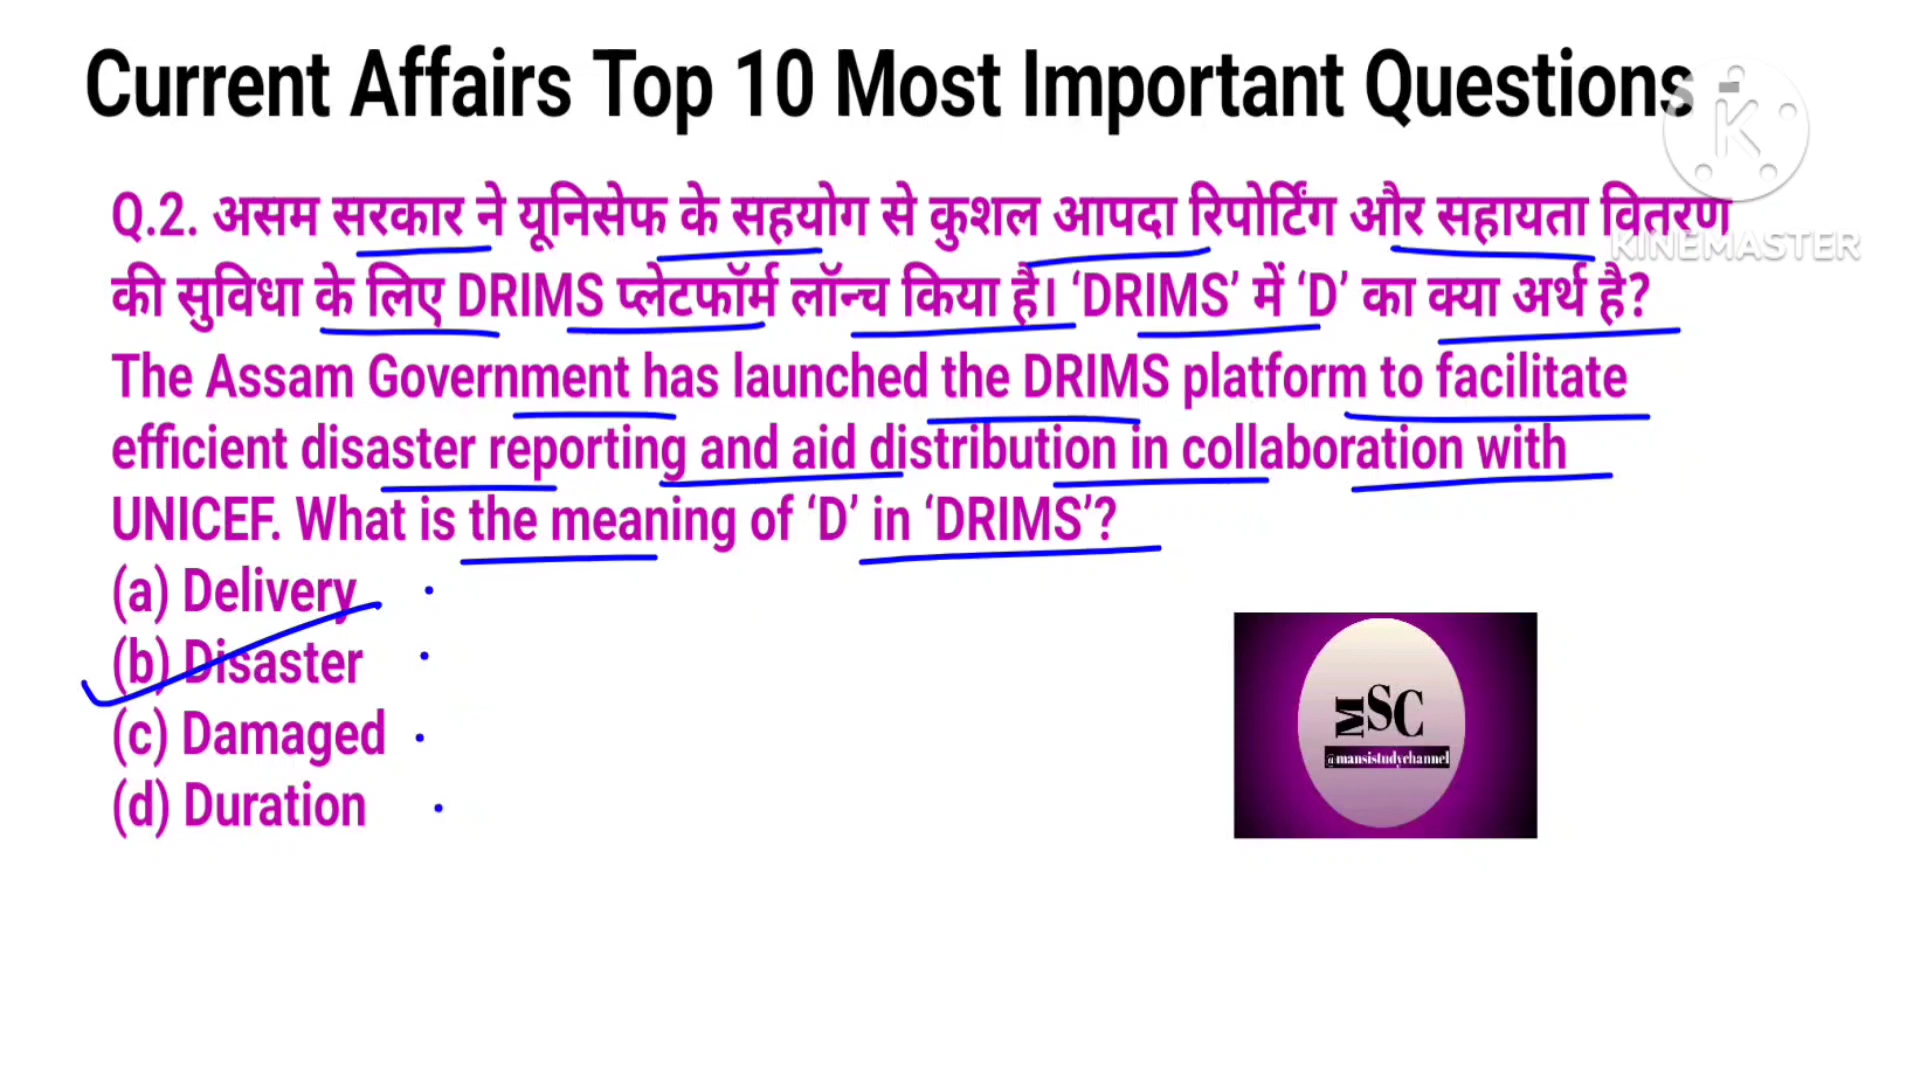 Current Affairs Top 10 Most Important Questions
K
KINEMASTER
Q.2. असम सरकार ने यूनिसेफ के सहयोग से कुशल आपदा रिपोर्टिंग और सहायता वितरण
की सुविधा के लिए DRIMS प्लेटफॉर्म लॉन्च किया है। ‘DRIMS’ में ‘D’ का क्या अर्थ है?
The Assam Government has launched the DRIMS platform to facilitate
efficient disaster reporting and aid distribution in collaboration with
UNICEF. What is the meaning of ‘D’ in ‘DRIMS’?
(a) Delivery
(b) Disaster
(c) Damaged
(d) Duration
MSC
@mansistudychannel